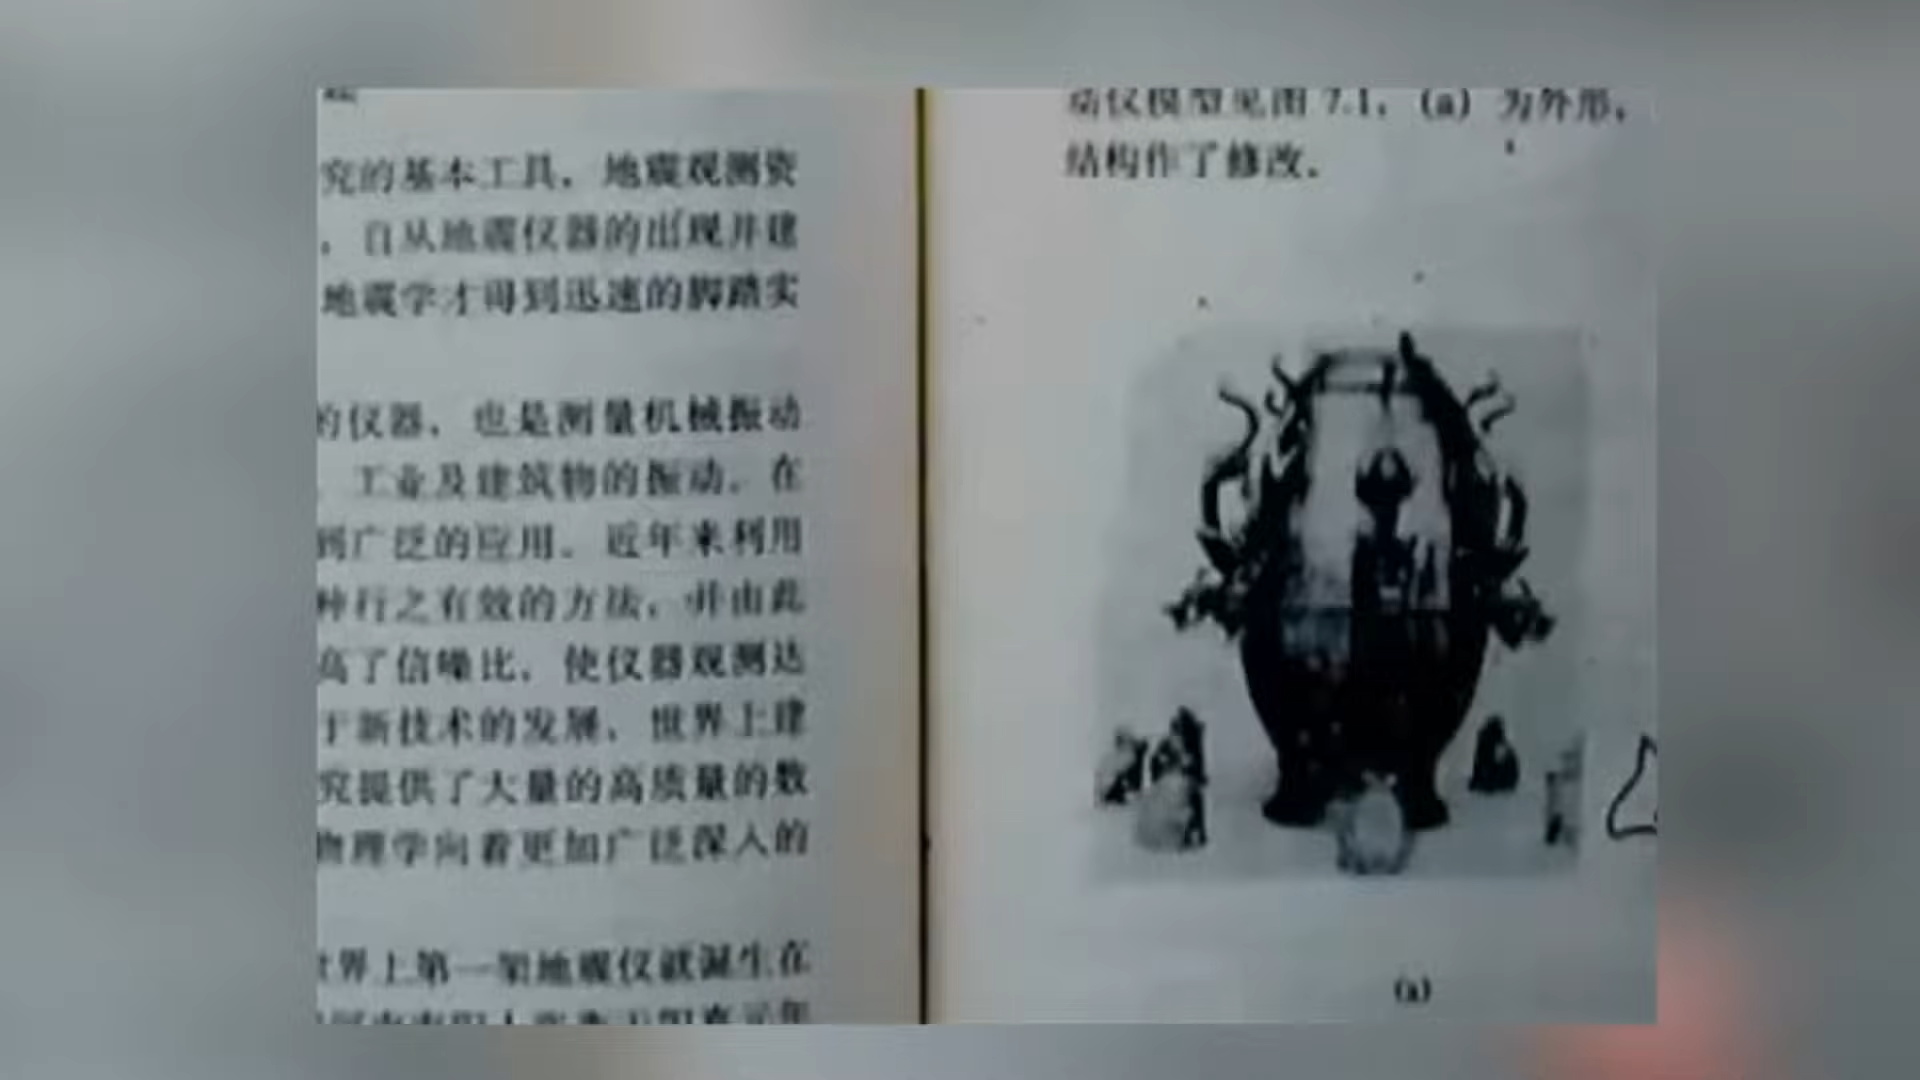 究的基本工具，地震观测资
，自从地震仪器的出现并建
地震学才得到迅速的脚踏实
的仪器，也是测量机械振动
工业及建筑物的振动。在
到广泛的应用。近年来利用
种行之有效的方法，并由此
高了信噪比，使仪器观测达
于新技术的发展，世界上建
究提供了大量的高质量的数
物理学向着更加广泛深入的
世界上第一架地震仪就诞生在
动仪模型见图 7.1，(a) 为外形，
结构作了修改。
(a)